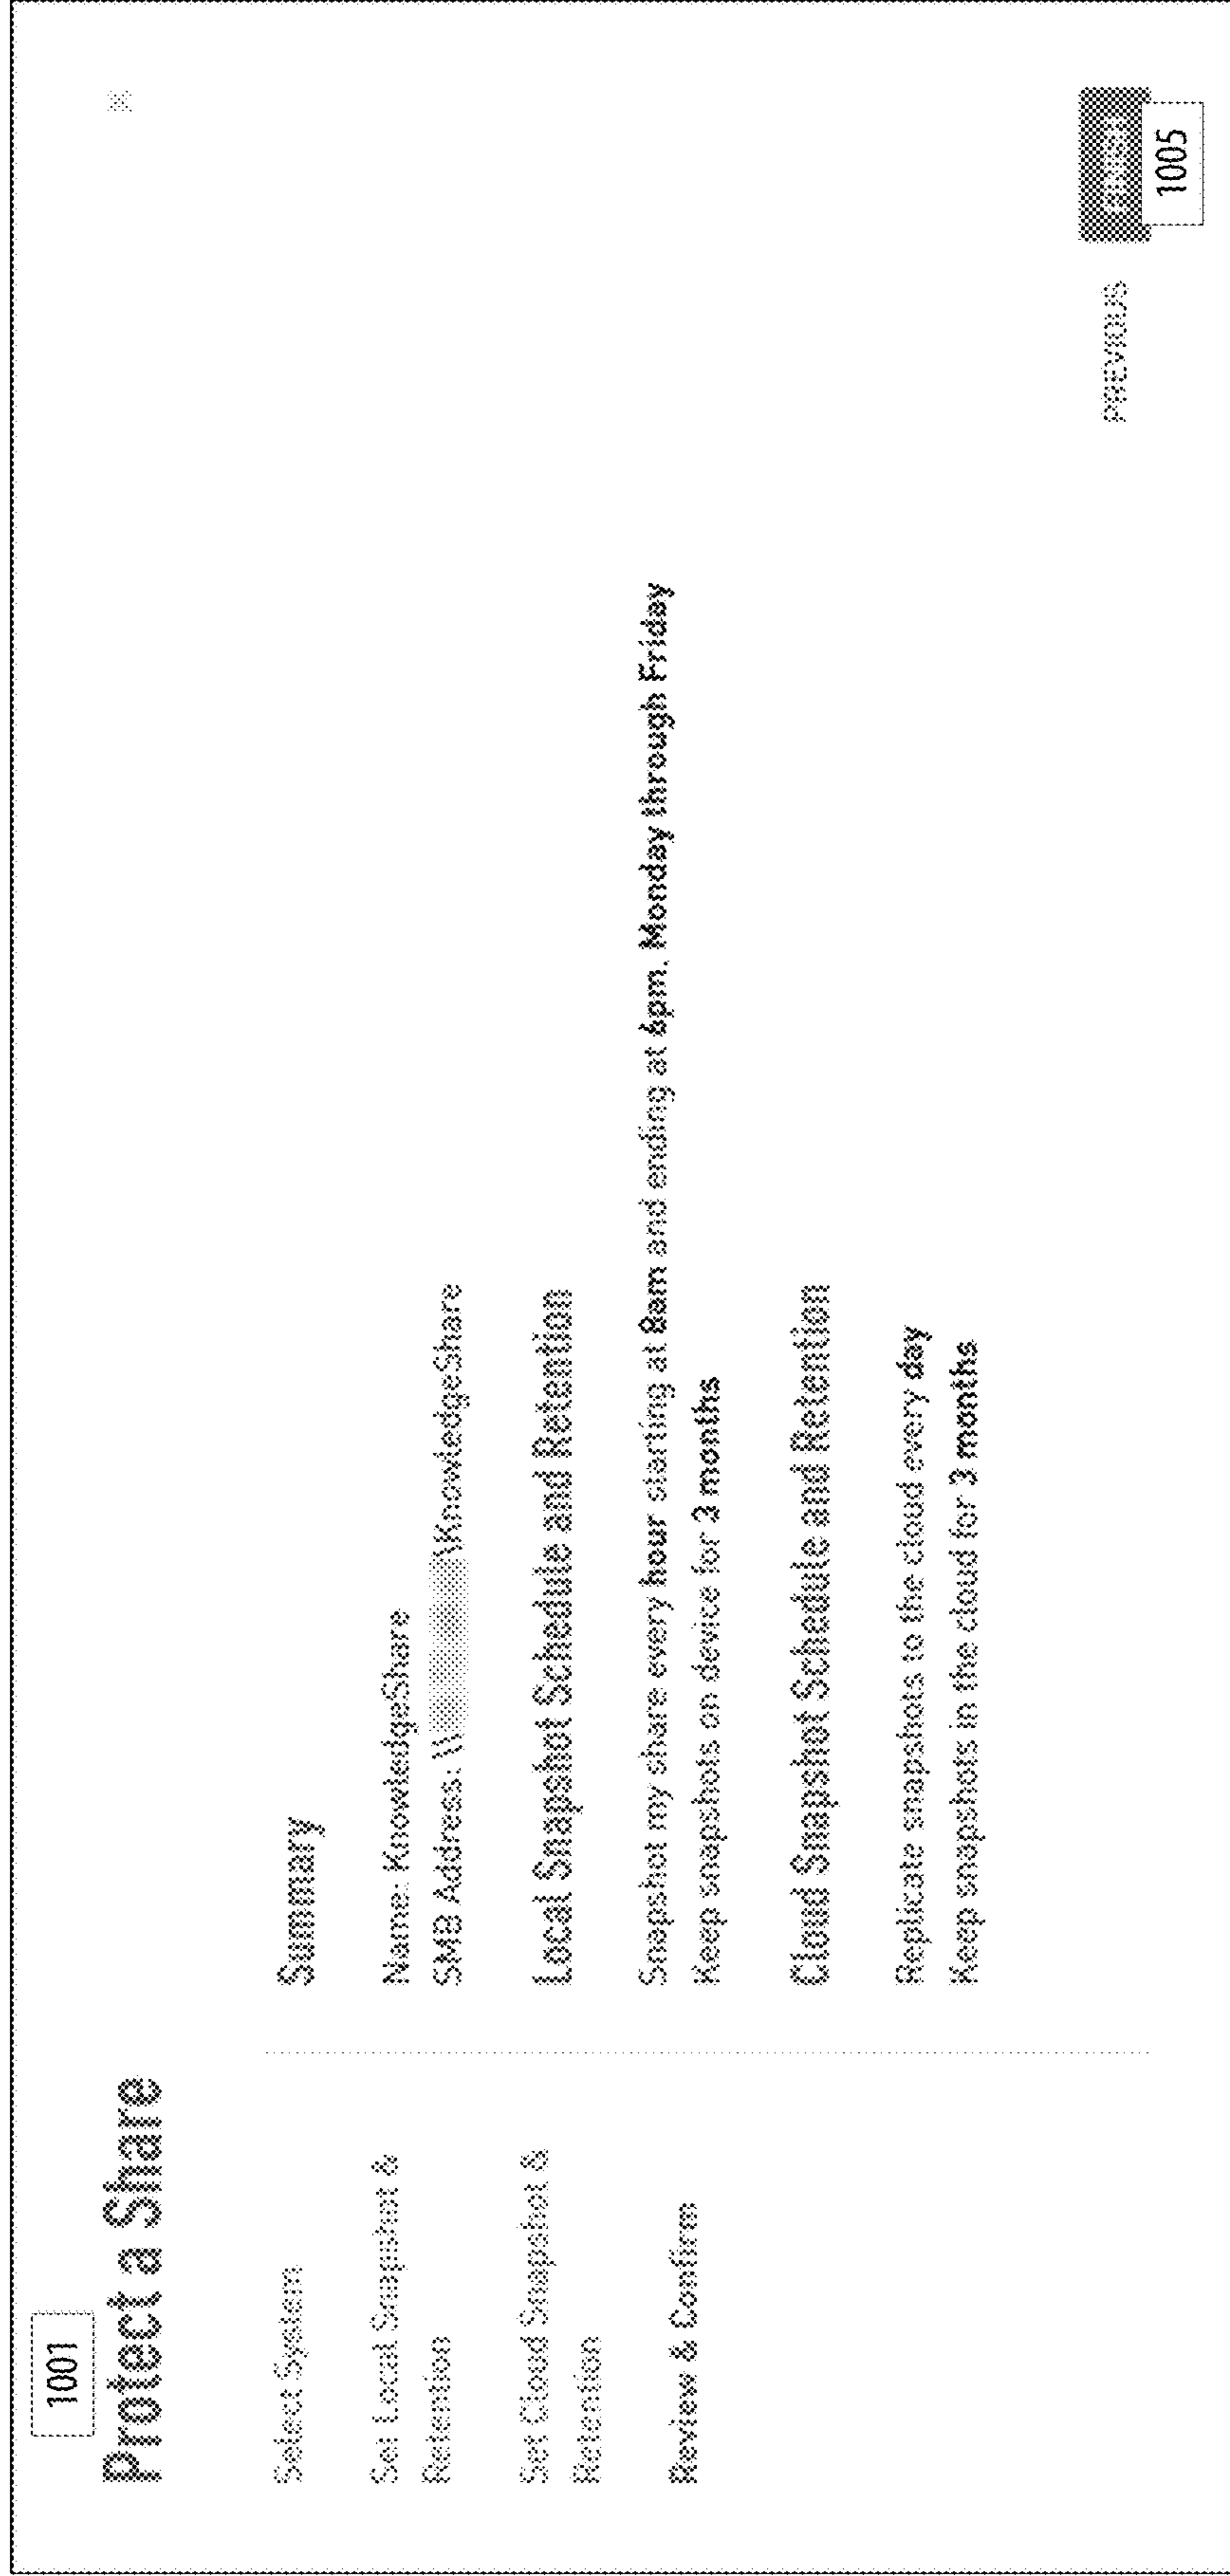 1001
Protect a Share
Select System
Set Local Snapshot &
Retention
Set Cloud Snapshot &
Retention
Review & Confirm
Summary
Name: KnowledgeShare
SMB Address: \\ \KnowledgeShare
Local Snapshot Schedule and Retention
Snapshot my share every hour starting at 8am and ending at 6pm, Monday through Friday
Keep snapshots on device for 3 months
Cloud Snapshot Schedule and Retention
Replicate snapshots to the cloud every day
Keep snapshots in the cloud for 3 months
PREVIOUS
1005